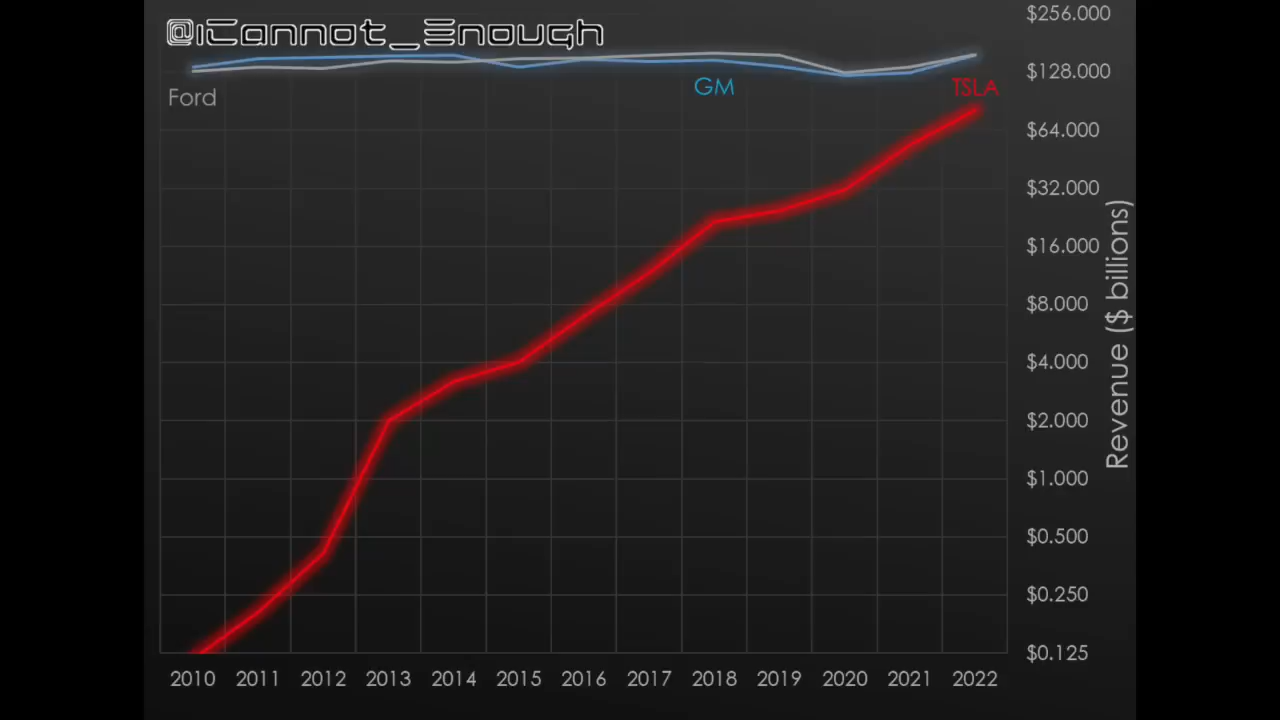 @iCannot_Enough
$256.000
$128.000
Ford
GM
TSLA
$64.000
$32.000
$16.000
$8.000
$4.000
$2.000
$1.000
$0.500
$0.250
$0.125
Revenue ($ billions)
2010 2011 2012 2013 2014 2015 2016 2017 2018 2019 2020 2021 2022